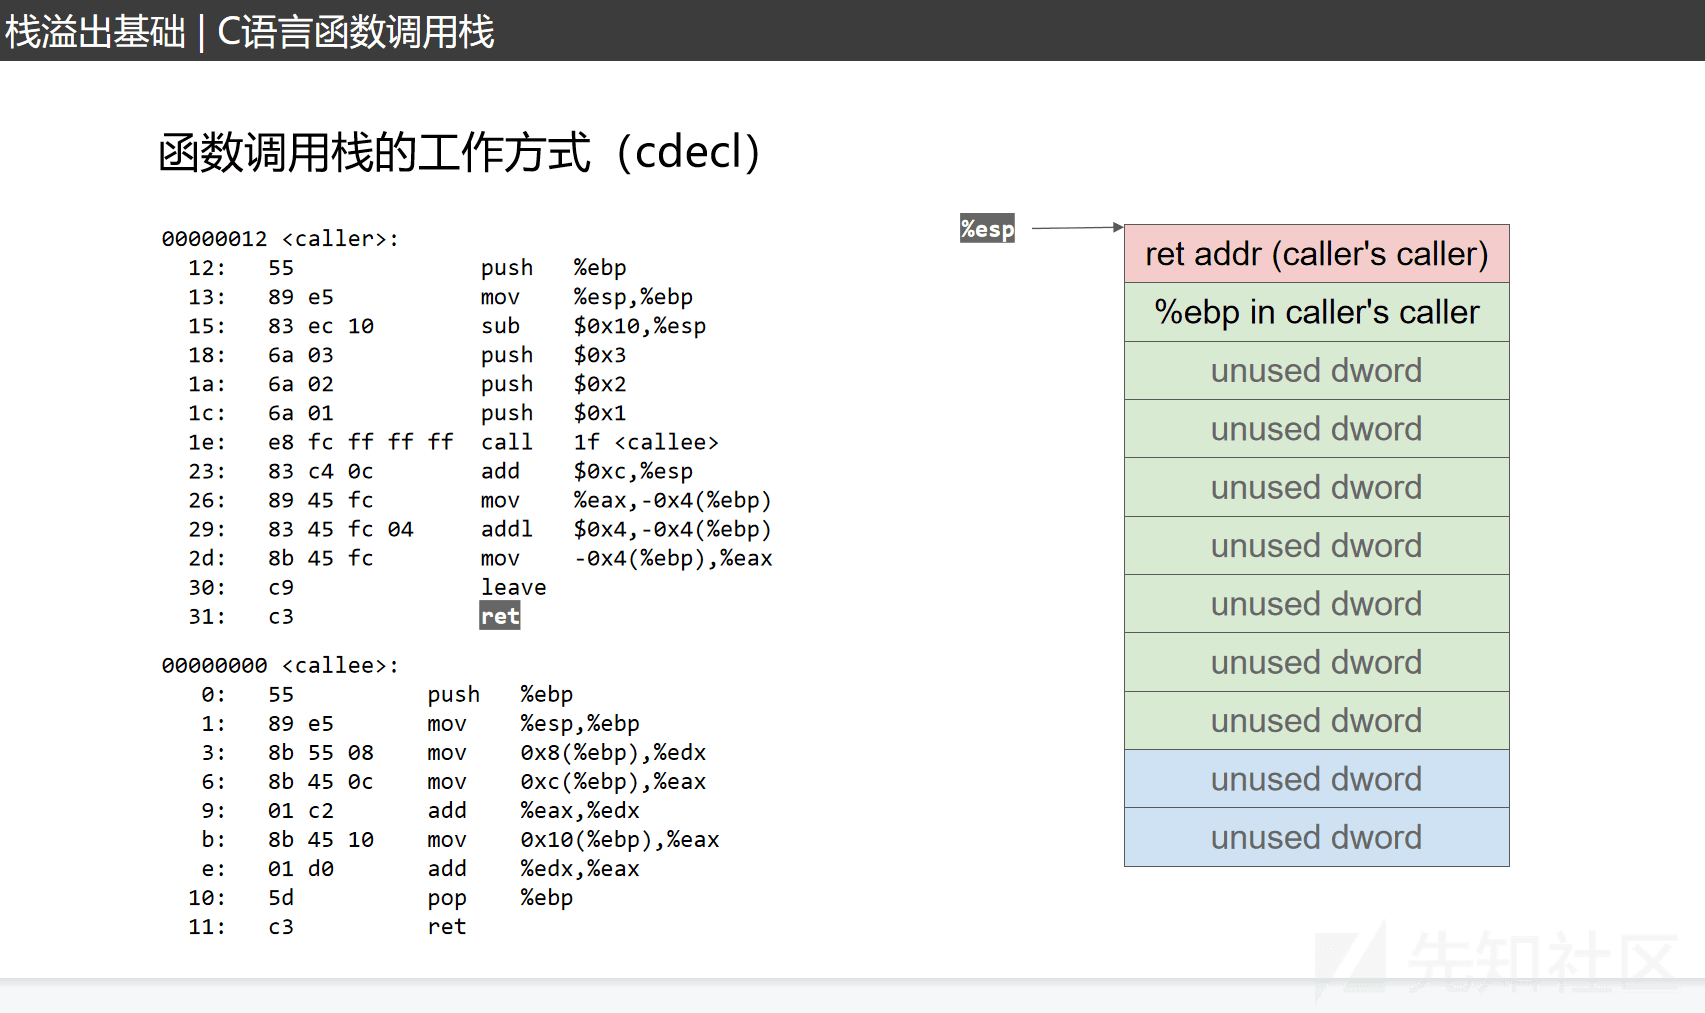 栈溢出基础 | C语言函数调用栈
函数调用栈的工作方式（cdecl）
00000012 <caller>:
12: 55 push %ebp
13: 89 e5 mov %esp,%ebp
15: 83 ec 10 sub $0x10,%esp
18: 6a 03 push $0x3
1a: 6a 02 push $0x2
1c: 6a 01 push $0x1
1e: e8 fc ff ff ff call 1f <callee>
23: 83 c4 0c add $0xc,%esp
26: 89 45 fc mov %eax,-0x4(%ebp)
29: 83 45 fc 04 addl $0x4,-0x4(%ebp)
2d: 8b 45 fc mov -0x4(%ebp),%eax
30: c9 leave
31: c3 ret
00000000 <callee>:
0: 55 push %ebp
1: 89 e5 mov %esp,%ebp
3: 8b 55 08 mov 0x8(%ebp),%edx
6: 8b 45 0c mov 0xc(%ebp),%eax
9: 01 c2 add %eax,%edx
b: 8b 45 10 mov 0x10(%ebp),%eax
e: 01 d0 add %edx,%eax
10: 5d pop %ebp
11: c3 ret
%esp
ret addr (caller's caller)
%ebp in caller's caller
unused dword
unused dword
unused dword
unused dword
unused dword
unused dword
unused dword
unused dword
unused dword
先知社区